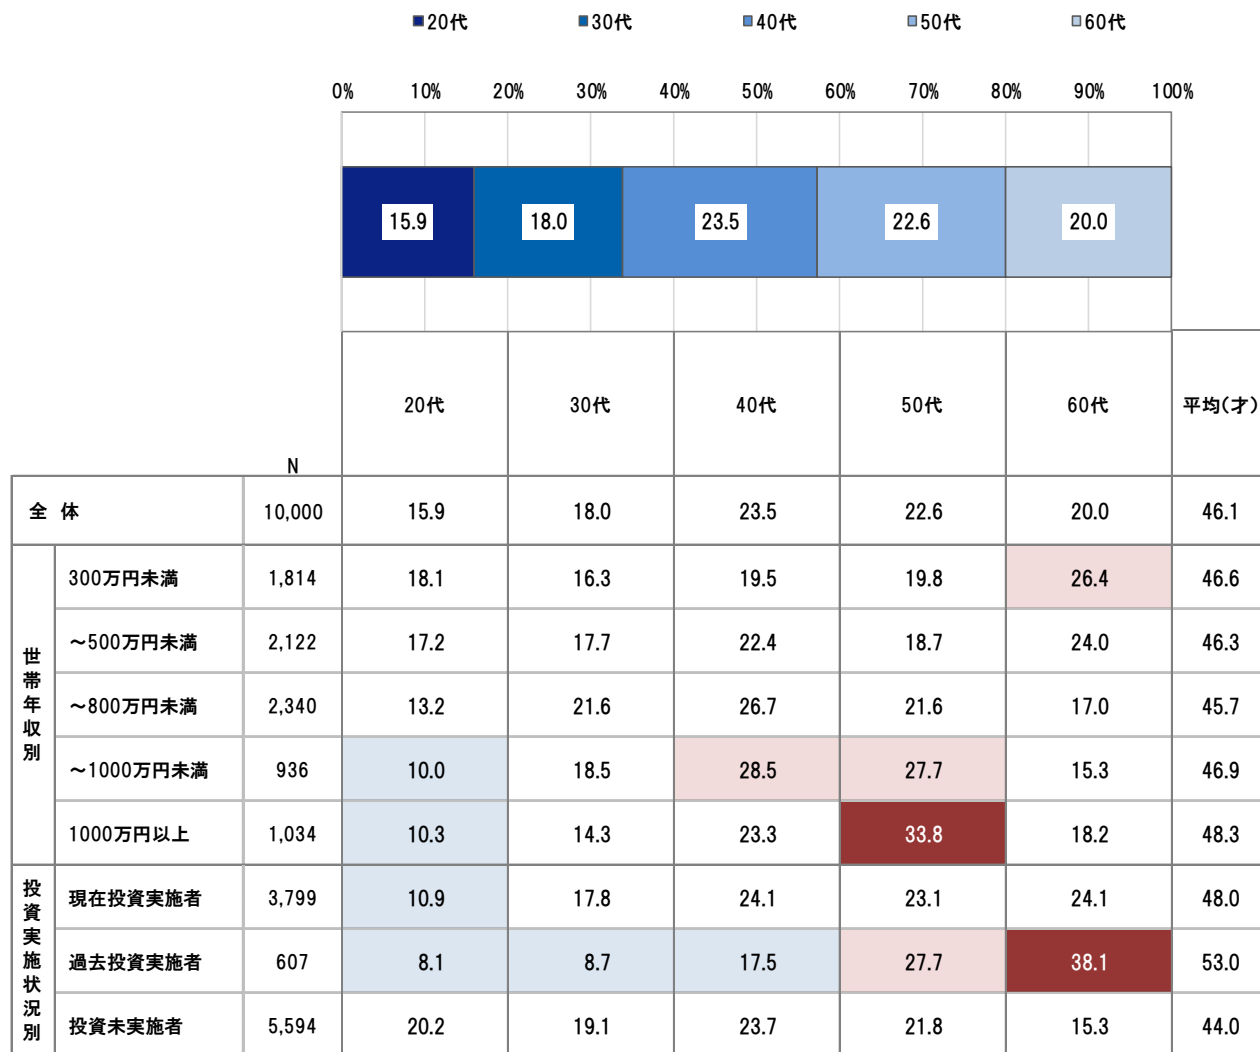 ■20代 ■30代 ■40代 ■50代 ■60代
0% 10% 20% 30% 40% 50% 60% 70% 80% 90% 100%
15.9 18.0 23.5 22.6 20.0
20代 30代 40代 50代 60代 平均(才)
N
全 体 10,000 15.9 18.0 23.5 22.6 20.0 46.1
世帯年収別
300万円未満 1,814 18.1 16.3 19.5 19.8 26.4 46.6
～500万円未満 2,122 17.2 17.7 22.4 18.7 24.0 46.3
～800万円未満 2,340 13.2 21.6 26.7 21.6 17.0 45.7
～1000万円未満 936 10.0 18.5 28.5 27.7 15.3 46.9
1000万円以上 1,034 10.3 14.3 23.3 33.8 18.2 48.3
投資実施状況別
現在投資実施者 3,799 10.9 17.8 24.1 23.1 24.1 48.0
過去投資実施者 607 8.1 8.7 17.5 27.7 38.1 53.0
投資未実施者 5,594 20.2 19.1 23.7 21.8 15.3 44.0